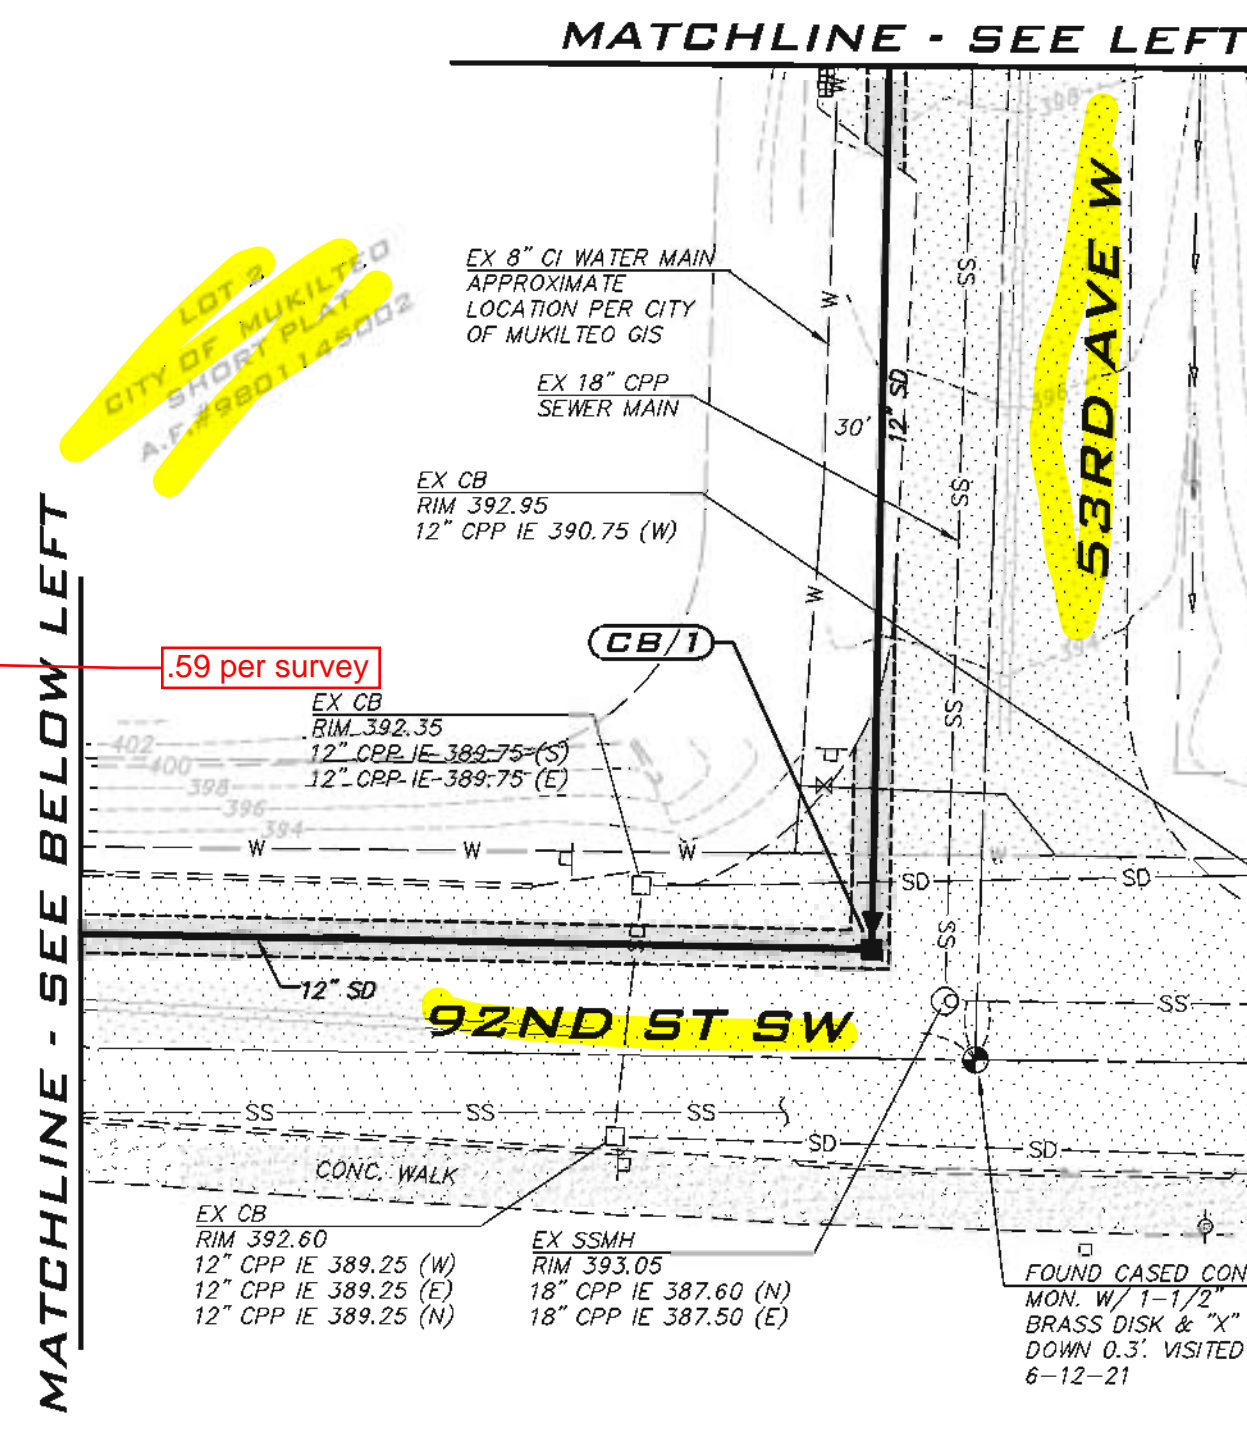 MATCHLINE - SEE LEFT
398
W
LOT 2
CITY OF MUKILTEO
SHORT PLAT
A.F.#9801145002
EX 8" CI WATER MAIN
APPROXIMATE
LOCATION PER CITY
OF MUKILTEO GIS
W
SS
53RD AVE W
EX 18" CPP
SEWER MAIN
30'
12" SD
396
EX CB
RIM 392.95
12" CPP IE 390.75 (W)
SS
W
MATCHLINE - SEE BELOW LEFT
CB/1
394
.59 per survey
EX CB
RIM 392.35
12" CPP IE 389.75 (S)
12" CPP IE 389.75 (E)
SS
402
400
398
396
394
W
W
W
W
SD
SD
SS
SD
12" SD
92ND ST SW
SS
SS
SS
SS
SD
SD
CONC. WALK
EX CB
RIM 392.60
12" CPP IE 389.25 (W)
12" CPP IE 389.25 (E)
12" CPP IE 389.25 (N)
EX SSMH
RIM 393.05
18" CPP IE 387.60 (N)
18" CPP IE 387.50 (E)
FOUND CASED CON
MON. W/ 1-1/2"
BRASS DISK & "X"
DOWN 0.3'. VISITED
6-12-21